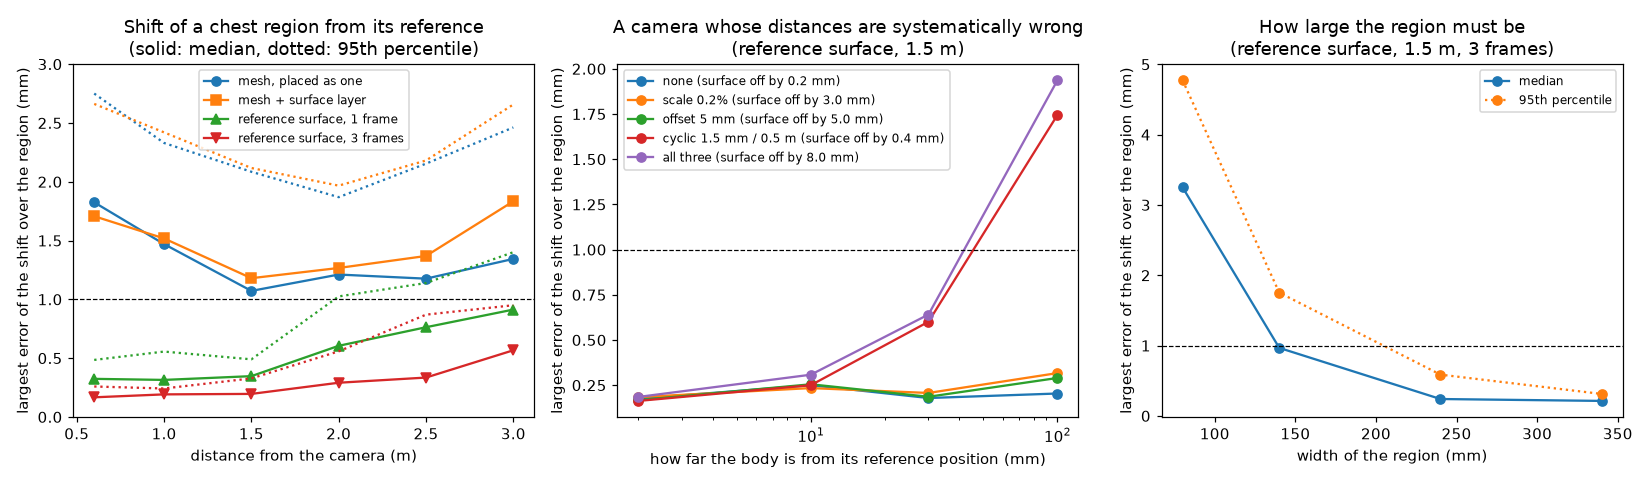 Shift of a chest region from its reference
(solid: median, dotted: 95th percentile)
largest error of the shift over the region (mm)
3.0
2.5
2.0
1.5
1.0
0.5
0.0
mesh, placed as one
mesh + surface layer
reference surface, 1 frame
reference surface, 3 frames
0.5 1.0 1.5 2.0 2.5 3.0
distance from the camera (m)
A camera whose distances are systematically wrong
(reference surface, 1.5 m)
largest error of the shift over the region (mm)
2.00
1.75
1.50
1.25
1.00
0.75
0.50
0.25
none (surface off by 0.2 mm)
scale 0.2% (surface off by 3.0 mm)
offset 5 mm (surface off by 5.0 mm)
cyclic 1.5 mm / 0.5 m (surface off by 0.4 mm)
all three (surface off by 8.0 mm)
10¹ 10²
how far the body is from its reference position (mm)
How large the region must be
(reference surface, 1.5 m, 3 frames)
largest error of the shift over the region (mm)
5
4
3
2
1
0
median
95th percentile
100 150 200 250 300 350
width of the region (mm)